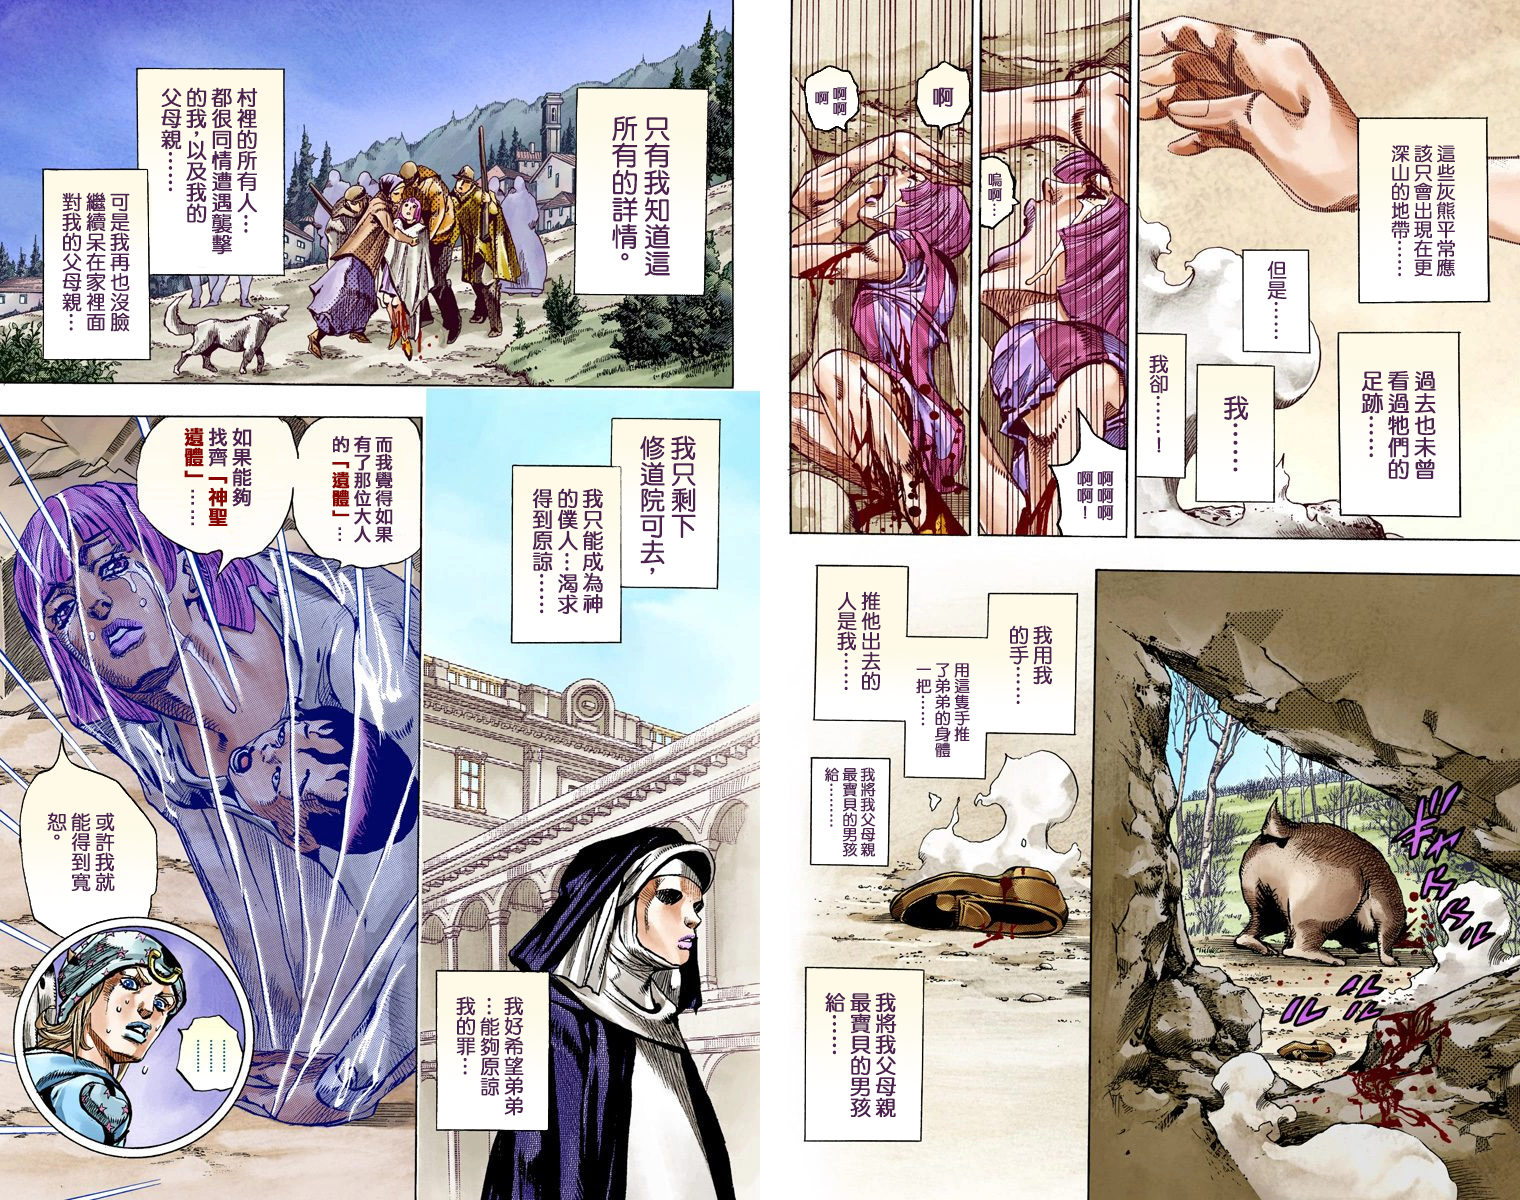 這些灰熊平常應
該只會出現在更
深山的地帶……
過去也未曾
看過牠們的
足跡……
但是……
我……
我卻……！
啊
嗚啊…
啊啊啊
啊啊！
啊啊
啊
我用我
的手……
用這隻手推
了弟弟的身體
一把……
推他出去的
人是我……
我將我父母親
最寶貝的男孩
給………
我將我父母親
最寶貝的男孩
給……
ギャ
ドドドル
ルルル
只有我知道這
所有的詳情。
村裡的所有人…
都很同情遭遇襲擊
的我，以及我的
父母親……
可是我再也沒臉
繼續呆在家裡面
對我的父母親…
我只剩下
修道院可去，
我只能成為神
的僕人…渴求
得到原諒……
我好希望弟弟
…能夠原諒
我的罪…
而我覺得如果
有了那位大人
的「遺體」…
如果能夠
找齊「神聖
遺體」……
或許我就
能得到寬
恕。
………
………